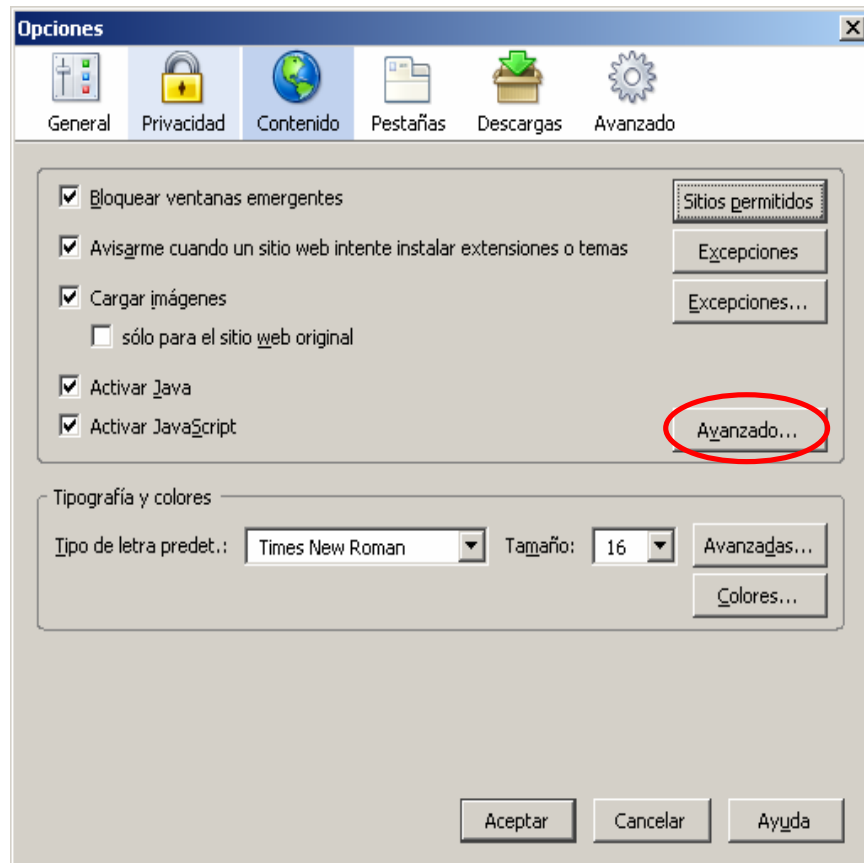 Opciones
General Privacidad Contenido Pestañas Descargas Avanzado
Bloquear ventanas emergentes Sitios permitidos
Avisarme cuando un sitio web intente instalar extensiones o temas Excepciones
Cargar imágenes Excepciones...
sólo para el sitio web original
Activar Java
Activar JavaScript Avanzado...
Tipografía y colores
Tipo de letra predet.: Times New Roman Tamaño: 16 Avanzadas...
Colores...
Aceptar Cancelar Ayuda